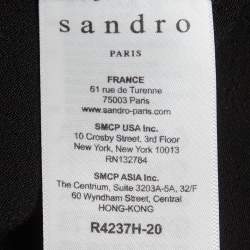 sandro
PARIS
FRANCE
61 rue de Turenne
75003 Paris
www.sandro-paris.com
SMCP USA Inc.
10 Crosby Street, 3rd Floor
New York, New York 10013
RN132784
SMCP ASIA Inc.
The Centrium, Suite 3203A-5A, 32/F
60 Wyndham Street, Central
HONG-KONG
R4237H-20